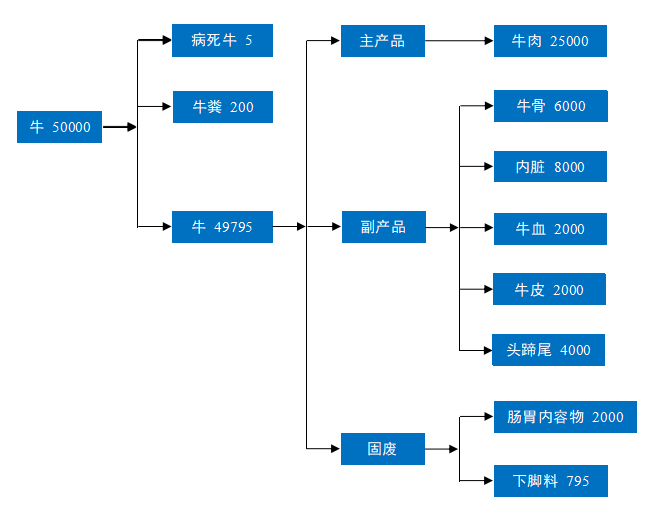 牛 50000
病死牛 5
牛粪 200
牛 49795
主产品
牛肉 25000
副产品
牛骨 6000
内脏 8000
牛血 2000
牛皮 2000
头蹄尾 4000
固废
肠胃内容物 2000
下脚料 795